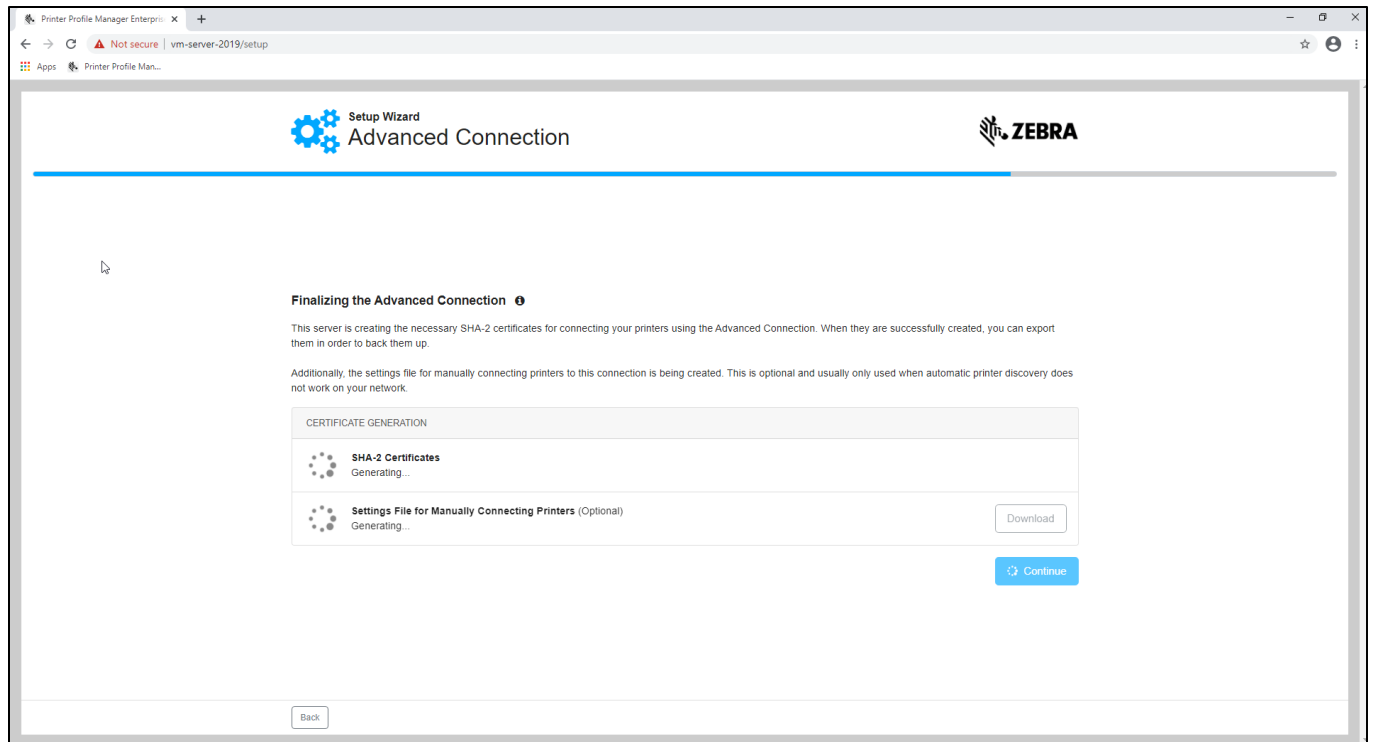 Printer Profile Manager Enterpris
Not secure | vm-server-2019/setup
Apps Printer Profile Man...
Setup Wizard
Advanced Connection
ZEBRA
Finalizing the Advanced Connection
This server is creating the necessary SHA-2 certificates for connecting your printers using the Advanced Connection. When they are successfully created, you can export
them in order to back them up.
Additionally, the settings file for manually connecting printers to this connection is being created. This is optional and usually only used when automatic printer discovery does
not work on your network.
CERTIFICATE GENERATION
SHA-2 Certificates
Generating...
Settings File for Manually Connecting Printers (Optional)
Generating...
Download
Continue
Back